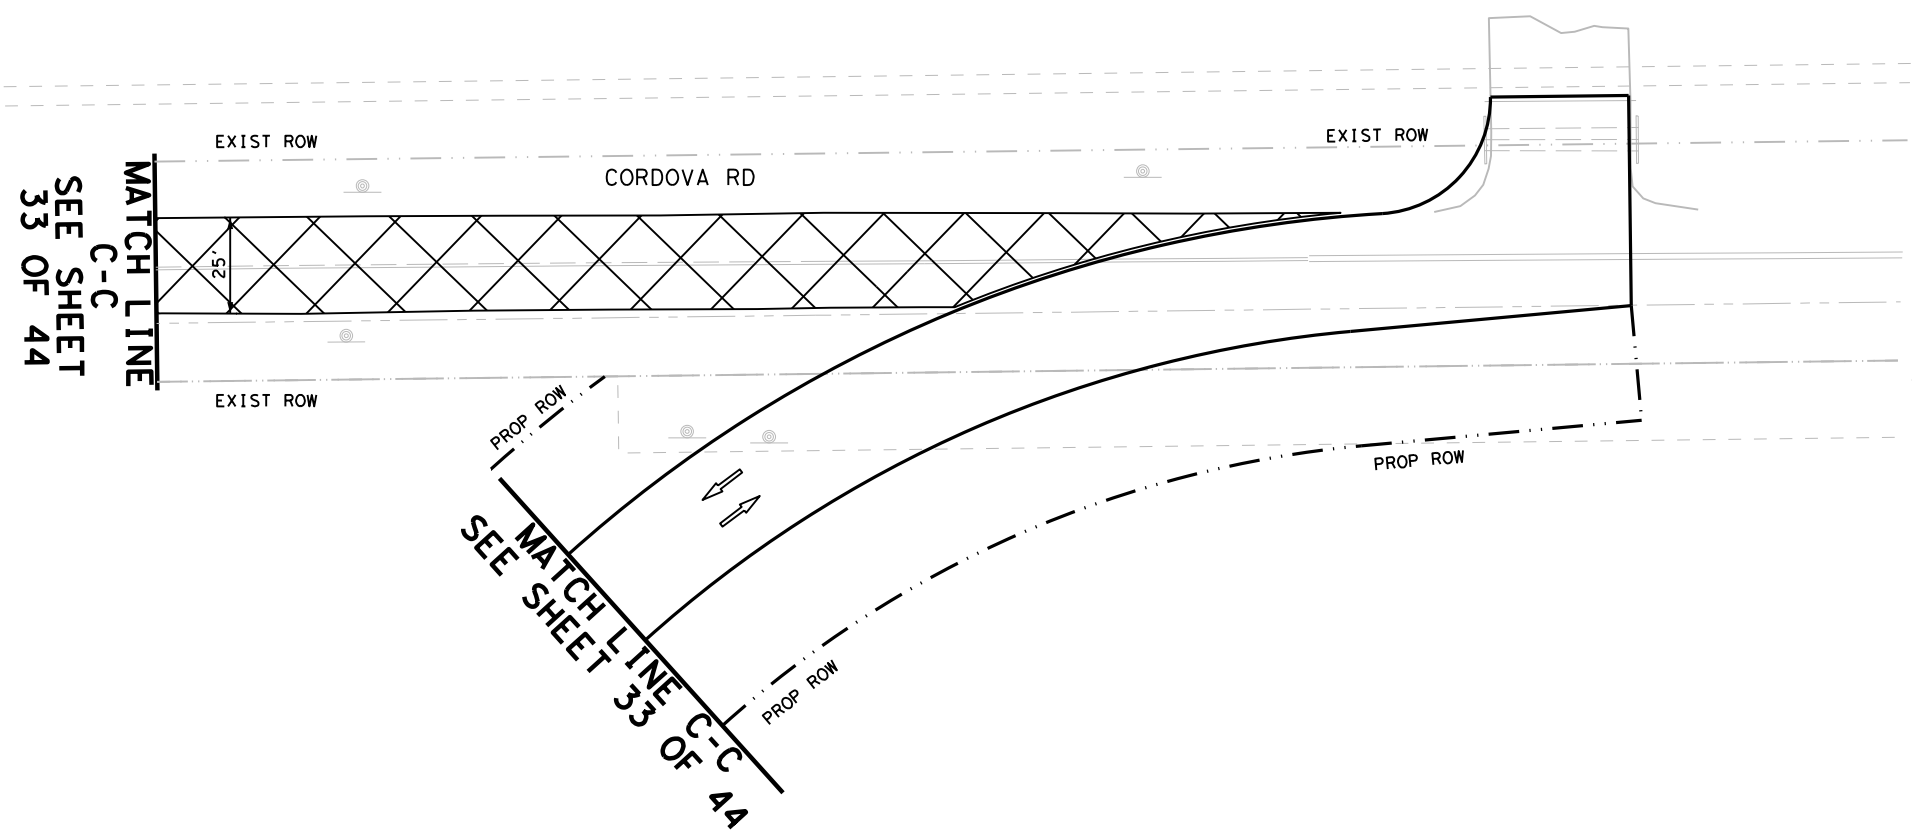 EXIST ROW
EXIST ROW
CORDOVA RD
MATCH LINE
C-C
SEE SHEET
33 OF 44
25'
EXIST ROW
PROP ROW
PROP ROW
MATCH LINE C-C
SEE SHEET 33 OF 44
PROP ROW